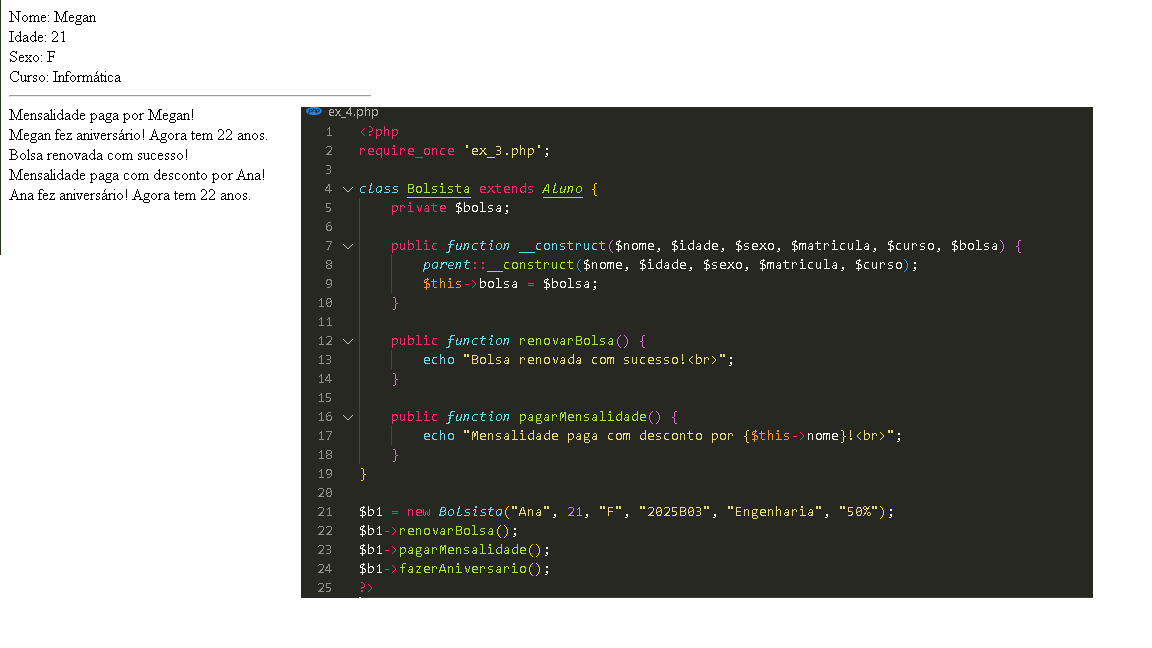 Nome: Megan
Idade: 21
Sexo: F
Curso: Informática
Mensalidade paga por Megan!
Megan fez aniversário! Agora tem 22 anos.
Bolsa renovada com sucesso!
Mensalidade paga com desconto por Ana!
Ana fez aniversário! Agora tem 22 anos.
php ex_4.php
1 <?php
2 require_once 'ex_3.php';
3
4 class Bolsista extends Aluno {
5 private $bolsa;
6
7 public function __construct($nome, $idade, $sexo, $matricula, $curso, $bolsa) {
8 parent::__construct($nome, $idade, $sexo, $matricula, $curso);
9 $this->bolsa = $bolsa;
10 }
11
12 public function renovarBolsa() {
13 echo "Bolsa renovada com sucesso!<br>";
14 }
15
16 public function pagarMensalidade() {
17 echo "Mensalidade paga com desconto por {$this->nome}!<br>";
18 }
19 }
20
21 $b1 = new Bolsista("Ana", 21, "F", "2025B03", "Engenharia", "50%");
22 $b1->renovarBolsa();
23 $b1->pagarMensalidade();
24 $b1->fazerAniversario();
25 ?>